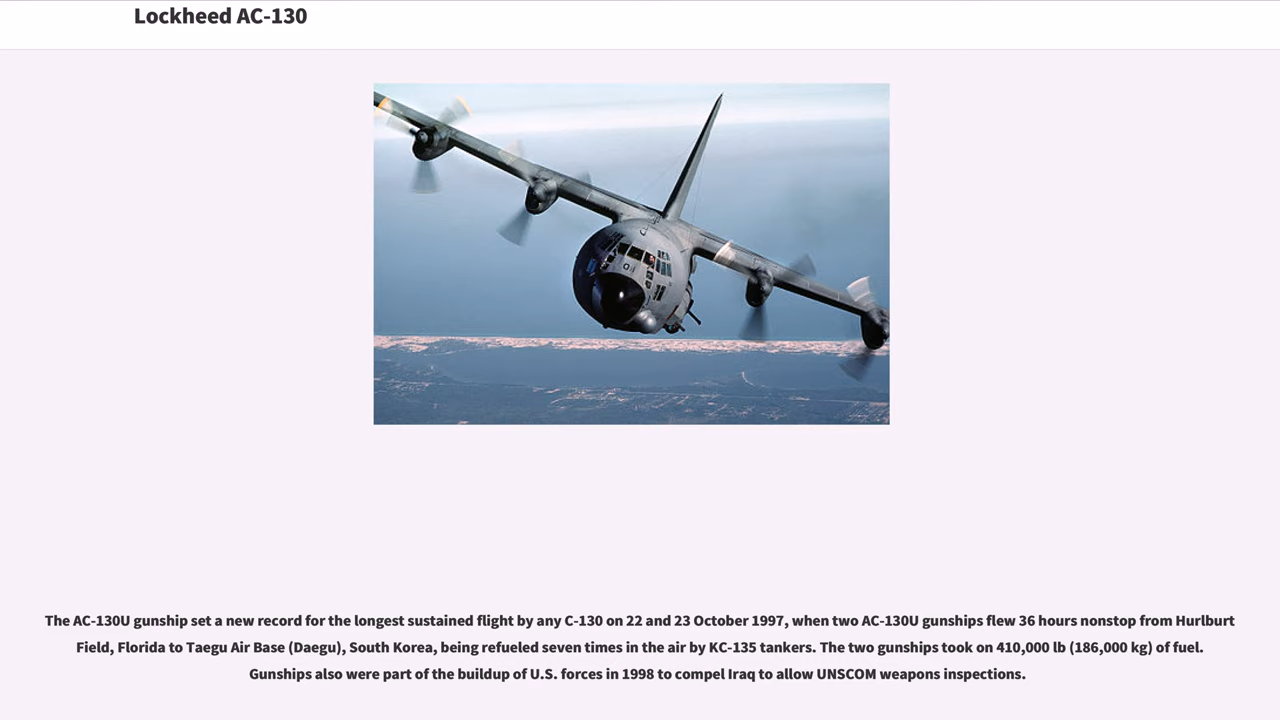 Lockheed AC-130
The AC-130U gunship set a new record for the longest sustained flight by any C-130 on 22 and 23 October 1997, when two AC-130U gunships flew 36 hours nonstop from Hurlburt
Field, Florida to Taegu Air Base (Daegu), South Korea, being refueled seven times in the air by KC-135 tankers. The two gunships took on 410,000 lb (186,000 kg) of fuel.
Gunships also were part of the buildup of U.S. forces in 1998 to compel Iraq to allow UNSCOM weapons inspections.